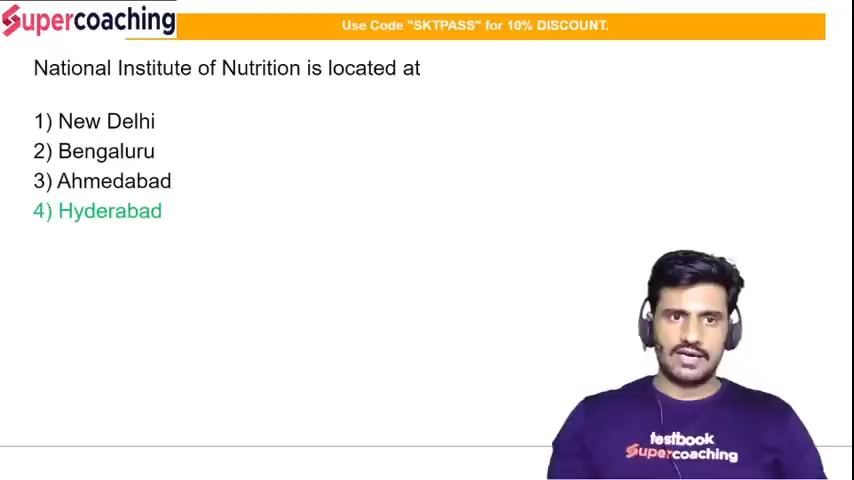 Supercoaching
Use Code "SKTPASS" for 10% DISCOUNT.
National Institute of Nutrition is located at
1) New Delhi
2) Bengaluru
3) Ahmedabad
4) Hyderabad
testbook
Supercoaching